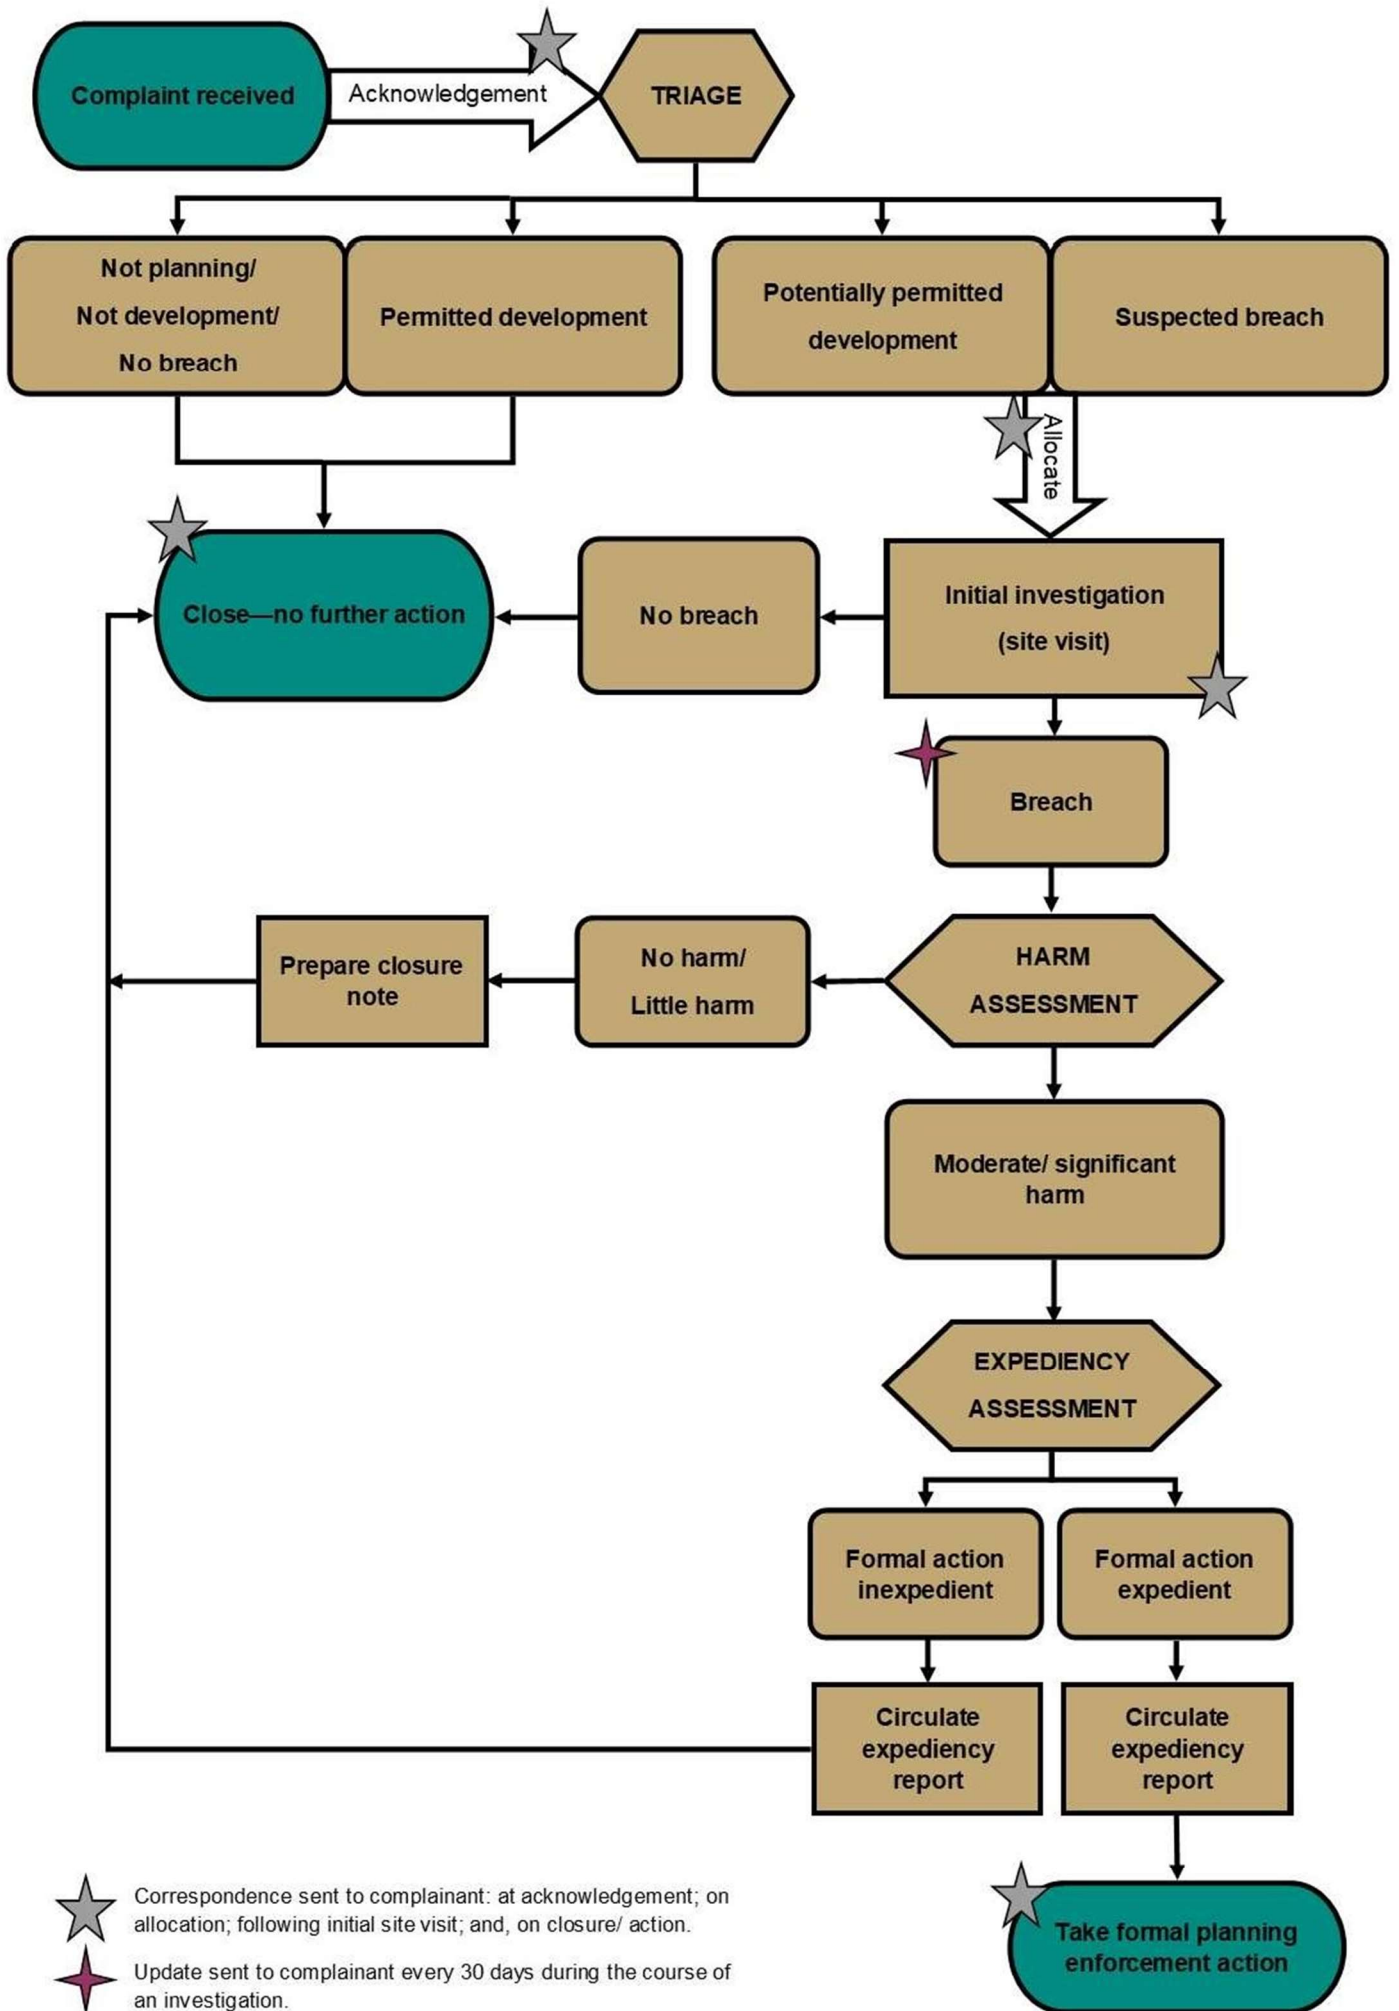 Complaint received
Acknowledgement
TRIAGE
Not planning/
Not development/
No breach
Permitted development
Potentially permitted
development
Suspected breach
Allocate
Close—no further action
No breach
Initial investigation
(site visit)
Breach
Prepare closure
note
No harm/
Little harm
HARM
ASSESSMENT
Moderate/ significant
harm
EXPEDIENCY
ASSESSMENT
Formal action
inexpedient
Formal action
expedient
Circulate
expediency
report
Circulate
expediency
report
Correspondence sent to complainant: at acknowledgement; on
allocation; following initial site visit; and, on closure/ action.
Take formal planning
enforcement action
Update sent to complainant every 30 days during the course of
an investigation.